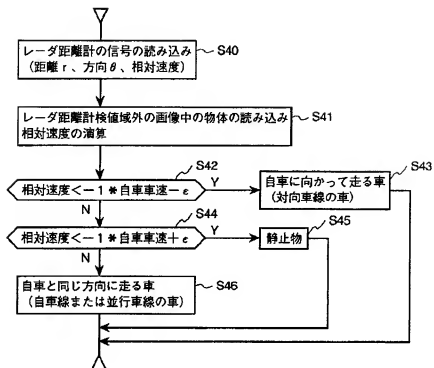 レーダ距離計の信号の読み込み
(距離r、方向θ、相対速度)
S40
レーダ距離計検値域外の画像中の物体の読み込み
相対速度の演算
S41
S42
相対速度<-1*自車車速-ε
Y
N
S43
自車に向かって走る車
(対向車線の車)
S44
相対速度<-1*自車車速+ε
Y
N
S45
静止物
自車と同じ方向に走る車
(自車線または並行車線の車)
S46